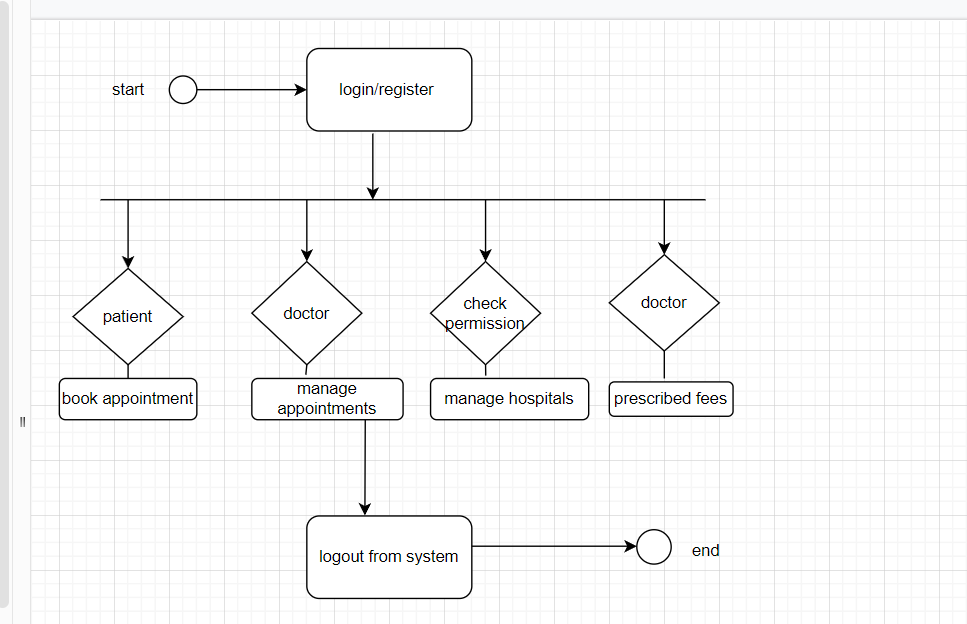 start
login/register
patient
doctor
check
permission
doctor
book appointment
manage
appointments
manage hospitals
prescribed fees
logout from system
end